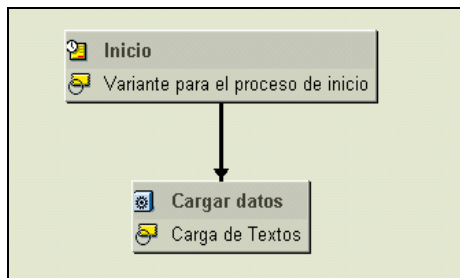 Inicio
Variante para el proceso de inicio
Cargar datos
Carga de Textos